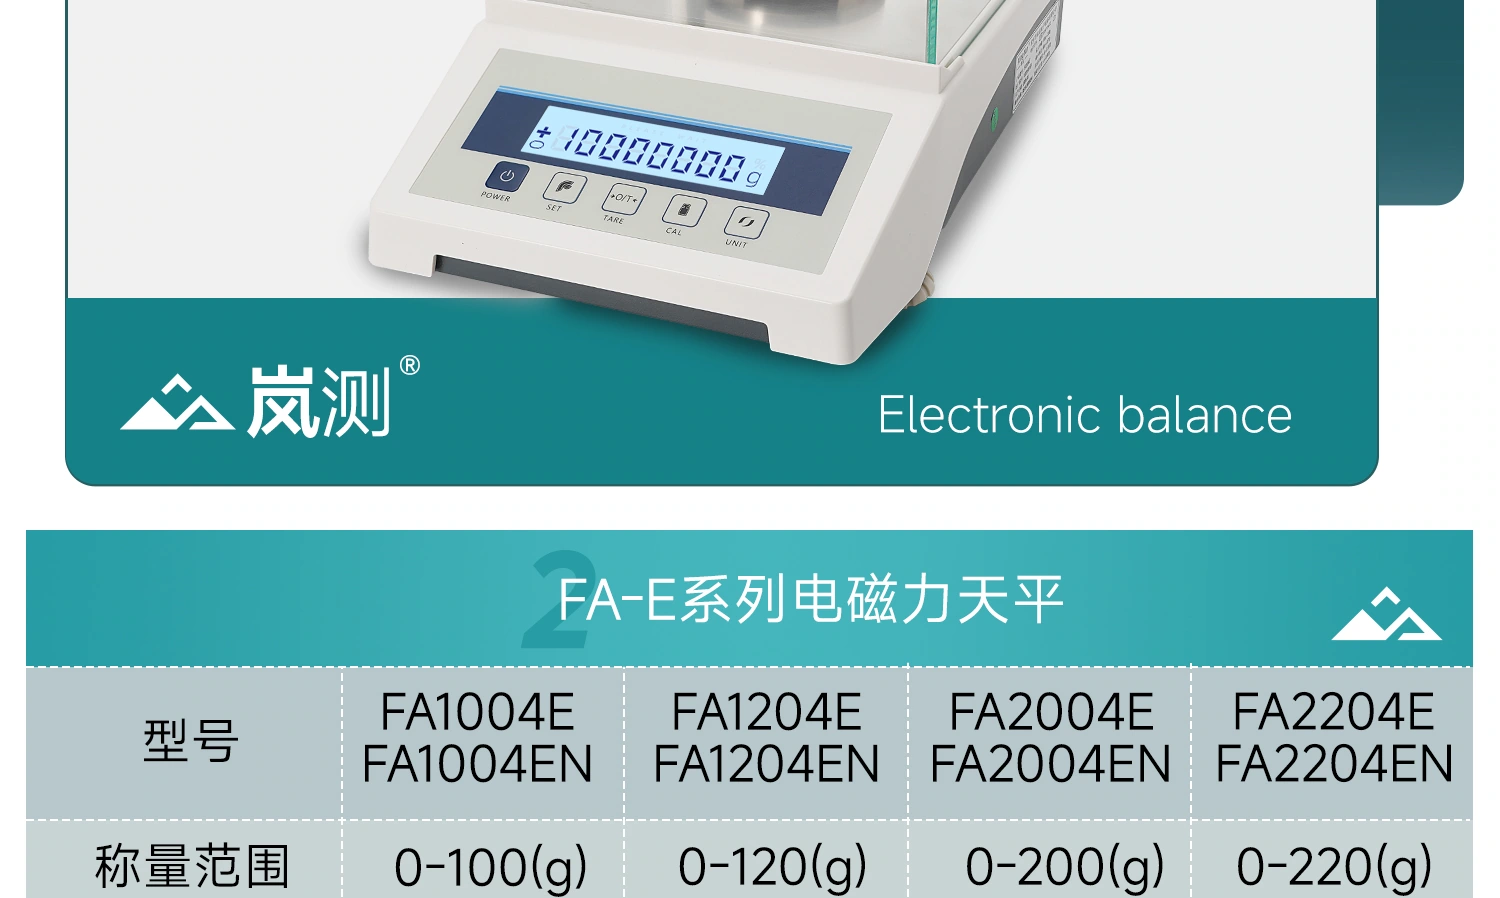 +10000000g
POWER
SET
→O/T←
TARE
CAL
UNIT
岚测®
Electronic balance
2
FA-E系列电磁力天平
型号
FA1004E
FA1004EN
FA1204E
FA1204EN
FA2004E
FA2004EN
FA2204E
FA2204EN
称量范围
0-100(g)
0-120(g)
0-200(g)
0-220(g)